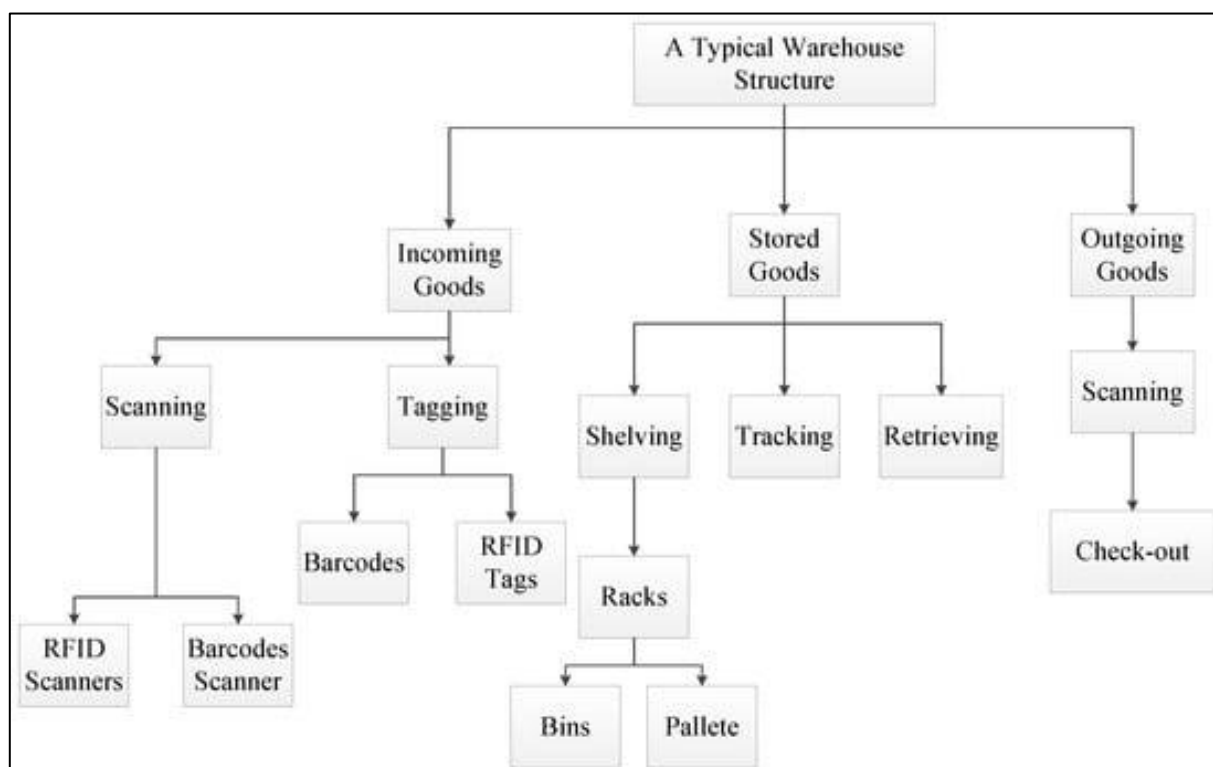 A Typical Warehouse
Structure
Incoming
Goods
Stored
Goods
Outgoing
Goods
Scanning
Tagging
Shelving
Tracking
Retrieving
Scanning
Barcodes
RFID
Tags
Racks
Check-out
RFID
Scanners
Barcodes
Scanner
Bins
Pallete